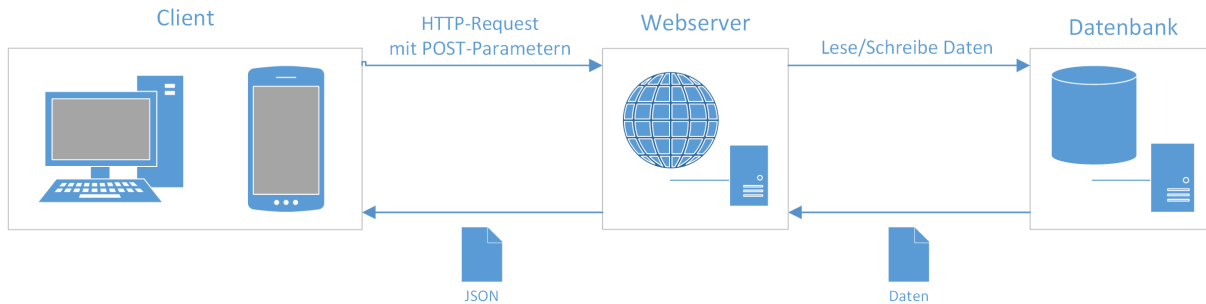 Client
HTTP-Request
mit POST-Parametern
Webserver
Lese/Schreibe Daten
Datenbank
JSON
Daten